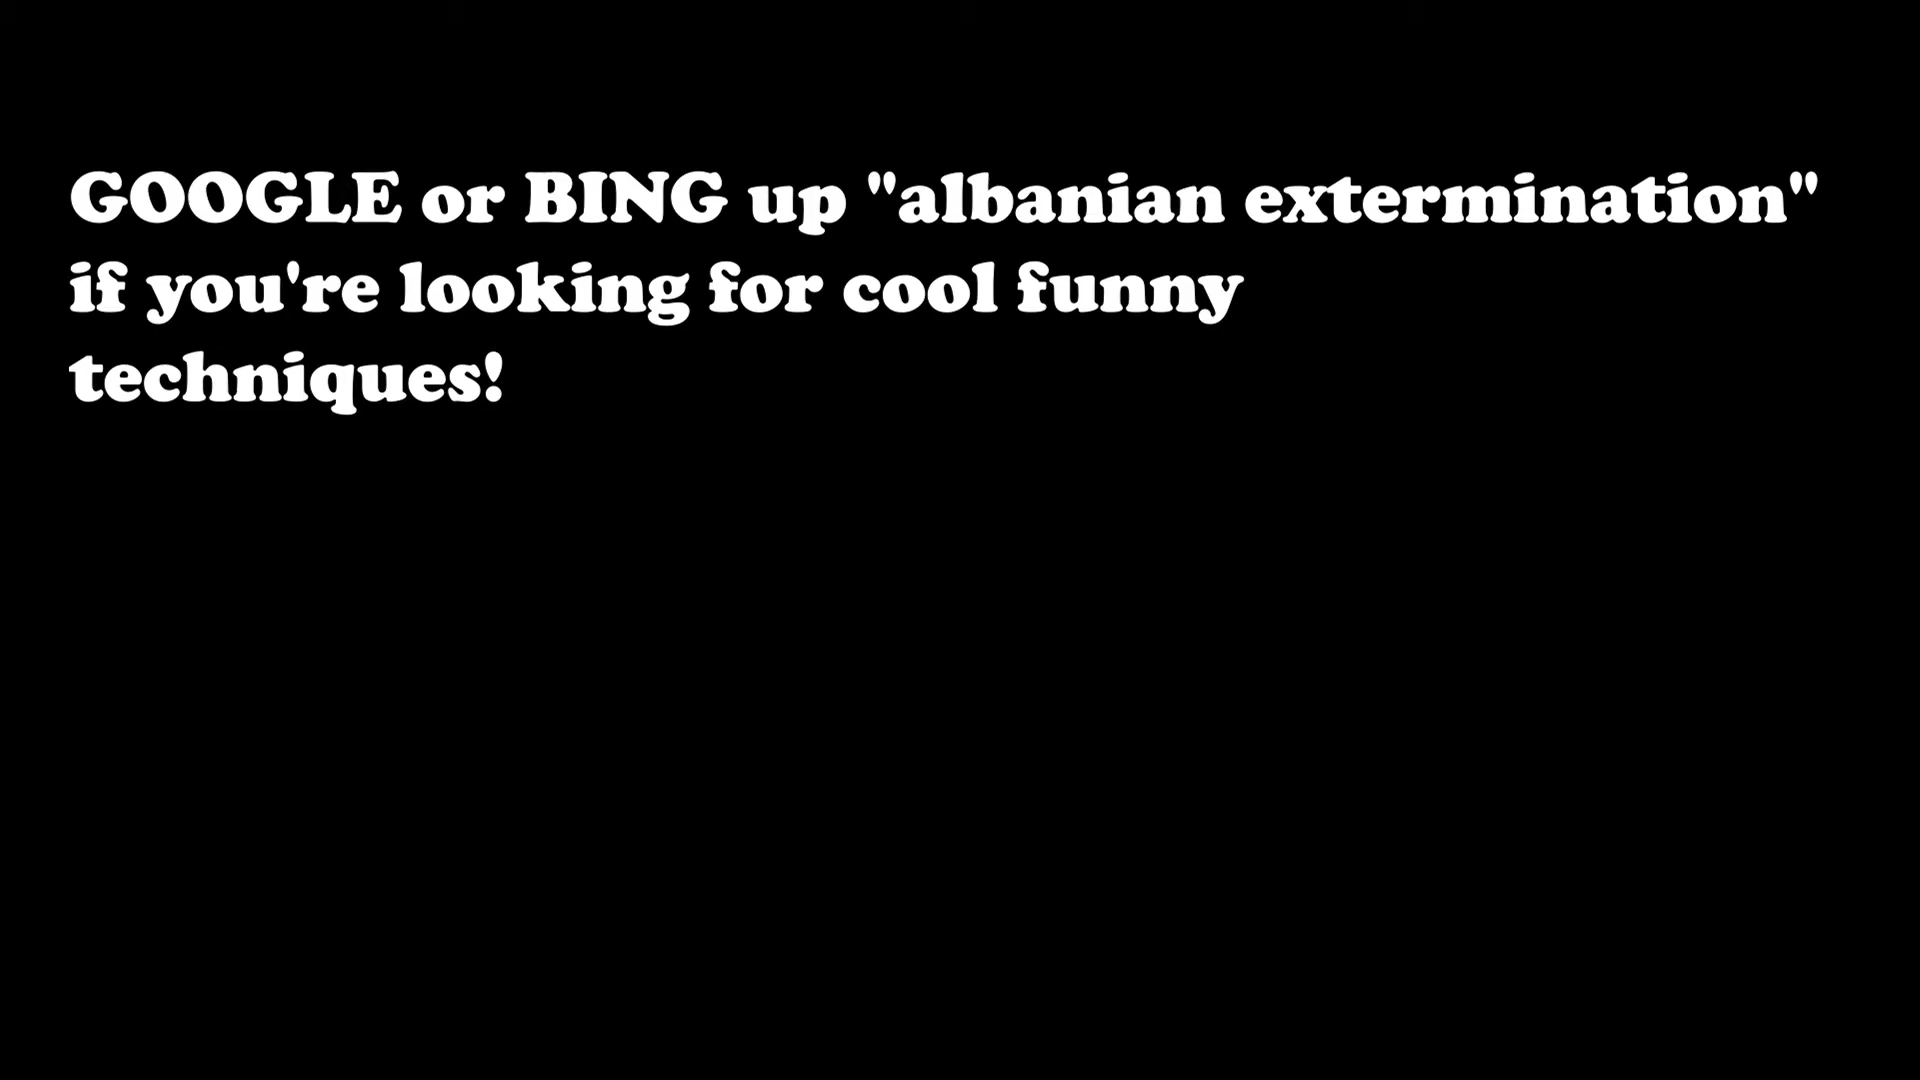 GOOGLE or BING up "albanian extermination"
if you're looking for cool funny
techniques!